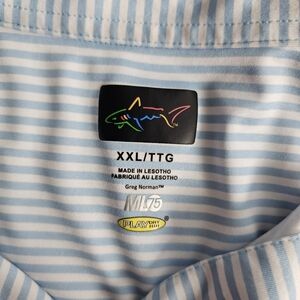 XXL/TTG
MADE IN LESOTHO
FABRIQUÉ AU LESOTHO
Greg Norman™
ML75
PLAY DRY